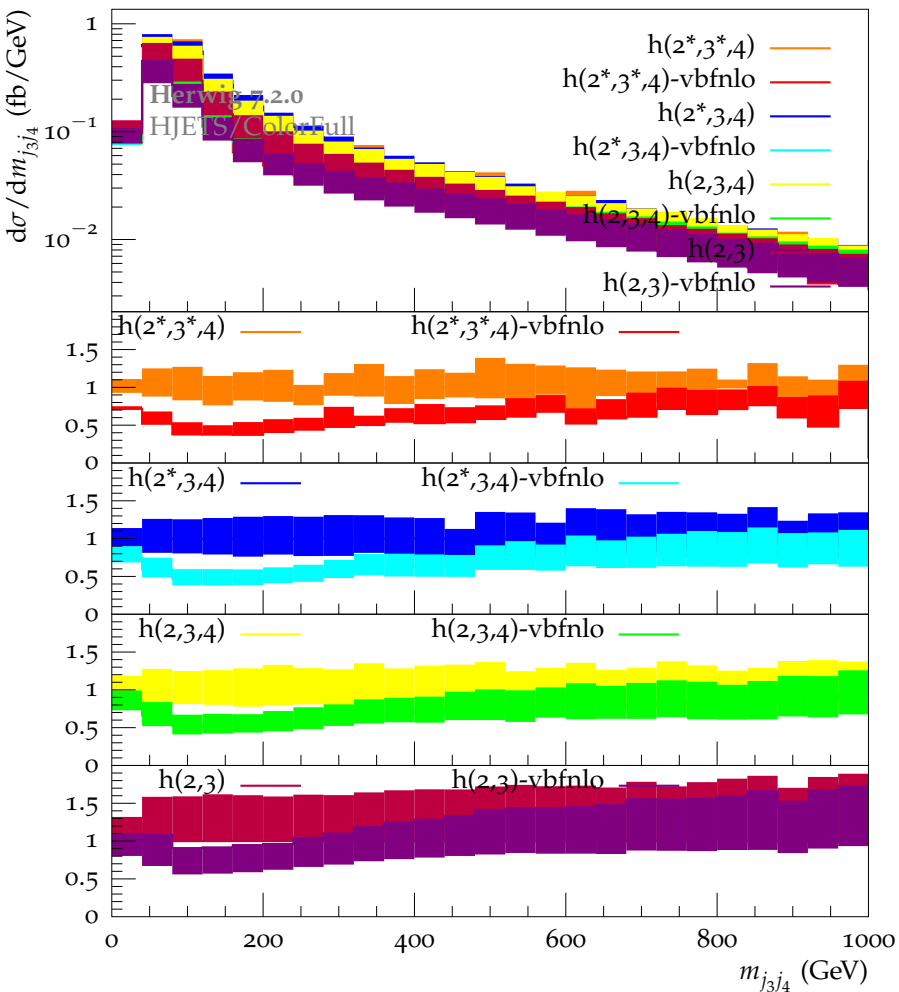 dσ/dm_{j3j4} (fb/GeV)
1
10^{-1}
10^{-2}
Herwig 7.2.0
HJETS/ColorFull
h(2*,3*,4)
h(2*,3*,4)-vbfnlo
h(2*,3,4)
h(2*,3,4)-vbfnlo
h(2,3,4)
h(2,3,4)-vbfnlo
h(2,3)
h(2,3)-vbfnlo
h(2*,3*,4) h(2*,3*,4)-vbfnlo
1.5
1
0.5
0
h(2*,3,4) h(2*,3,4)-vbfnlo
1.5
1
0.5
0
h(2,3,4) h(2,3,4)-vbfnlo
1.5
1
0.5
0
h(2,3) h(2,3)-vbfnlo
1.5
1
0.5
0
0 200 400 600 800 1000
m_{j3j4} (GeV)